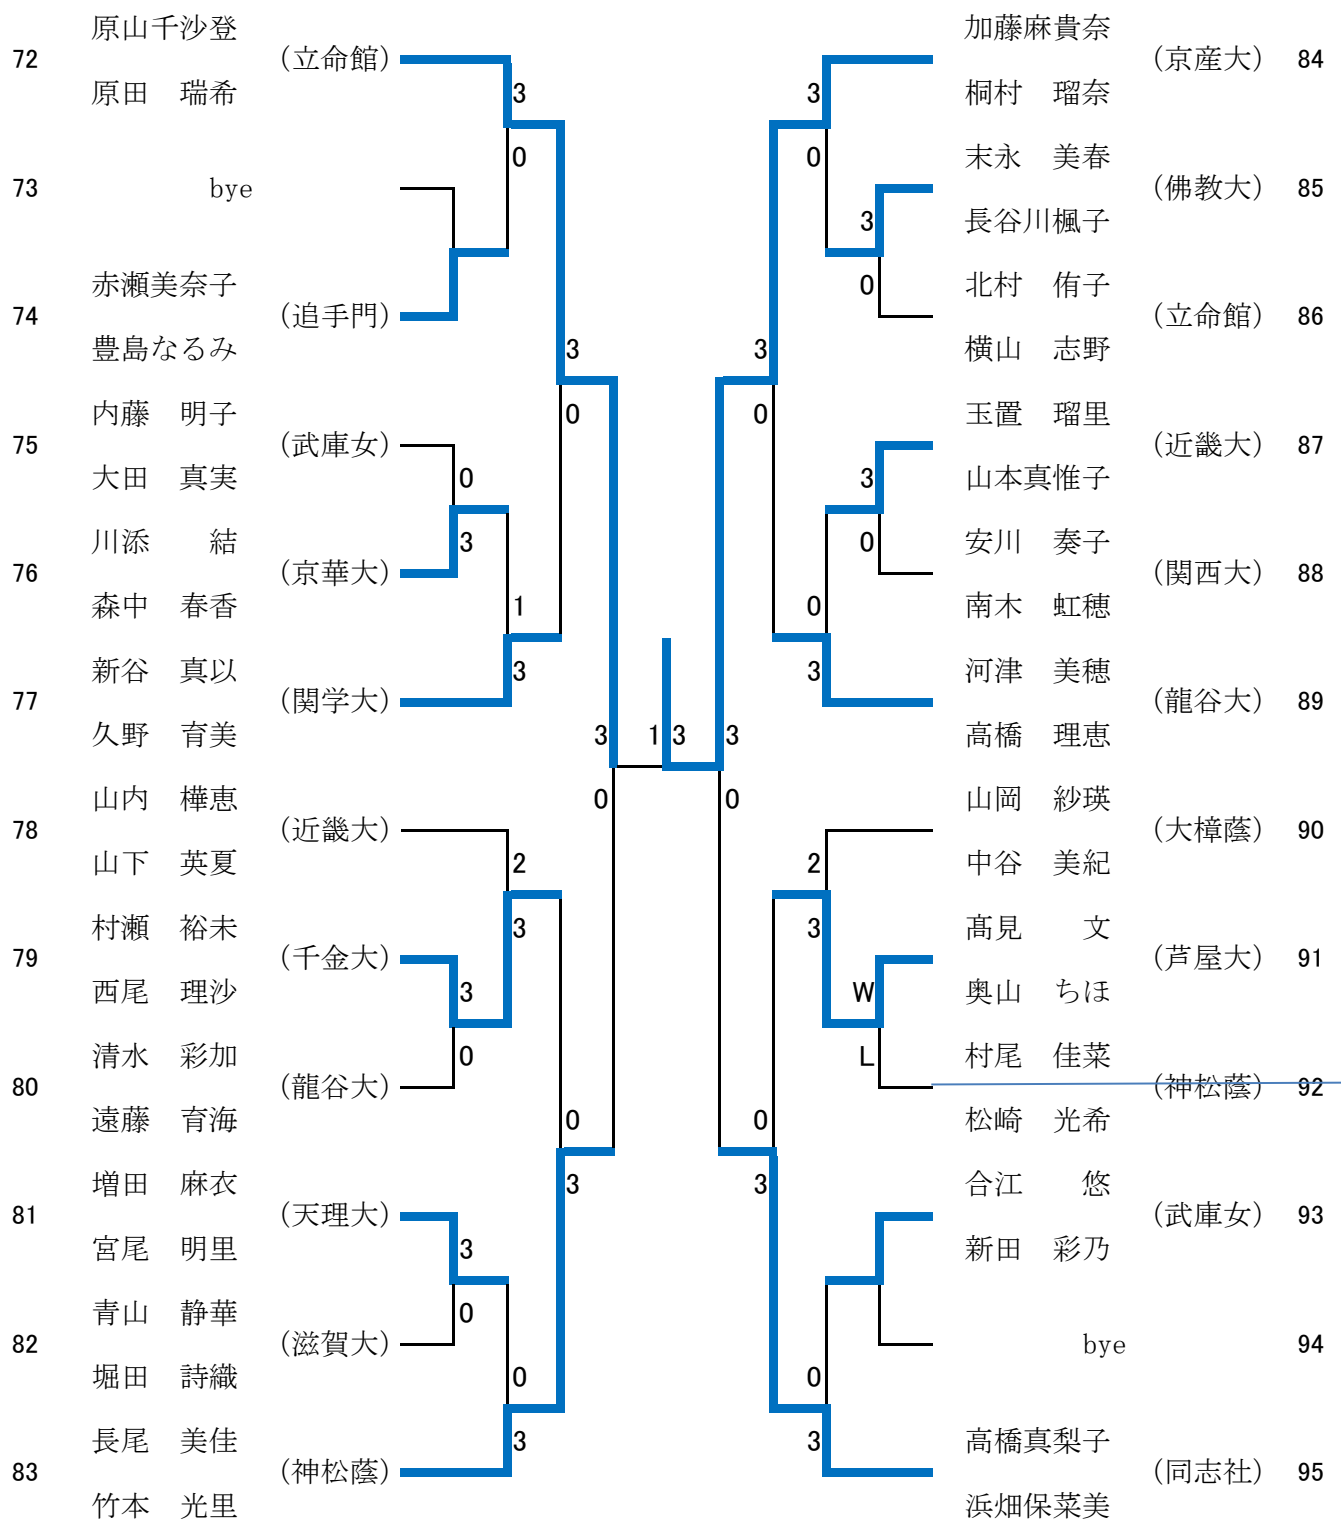 原山千沙登
72 (立命館)
原田　瑞希
3
0
73 bye
赤瀬美奈子
74 (追手門)
豊島なるみ
3
0
内藤　明子
75 (武庫女)
大田　真実
0
3
川添　　結
76 (京華大)
森中　春香
1
3
新谷　真以
77 (関学大)
久野　育美
3
0
山内　樺恵
78 (近畿大)
山下　英夏
2
3
村瀬　裕未
79 (千金大)
西尾　理沙
3
0
清水　彩加
80 (龍谷大)
遠藤　育海
0
3
増田　麻衣
81 (天理大)
宮尾　明里
3
0
青山　静華
82 (滋賀大)
堀田　詩織
0
3
長尾　美佳
83 (神松蔭)
竹本　光里
1 3
加藤麻貴奈
(京産大) 84
桐村　瑠奈
3
0
末永　美春
(佛教大) 85
長谷川楓子
3
0
北村　侑子
(立命館) 86
横山　志野
3
0
玉置　瑠里
(近畿大) 87
山本真惟子
3
0
安川　奏子
(関西大) 88
南木　虹穂
0
3
河津　美穂
(龍谷大) 89
高橋　理恵
3
0
山岡　紗瑛
(大樟蔭) 90
中谷　美紀
2
3
髙見　　文
(芦屋大) 91
奥山　ちほ
W
L
村尾　佳菜
(神松蔭) 92
松崎　光希
0
3
合江　　悠
(武庫女) 93
新田　彩乃
bye 94
0
3
高橋真梨子
(同志社) 95
浜畑保菜美